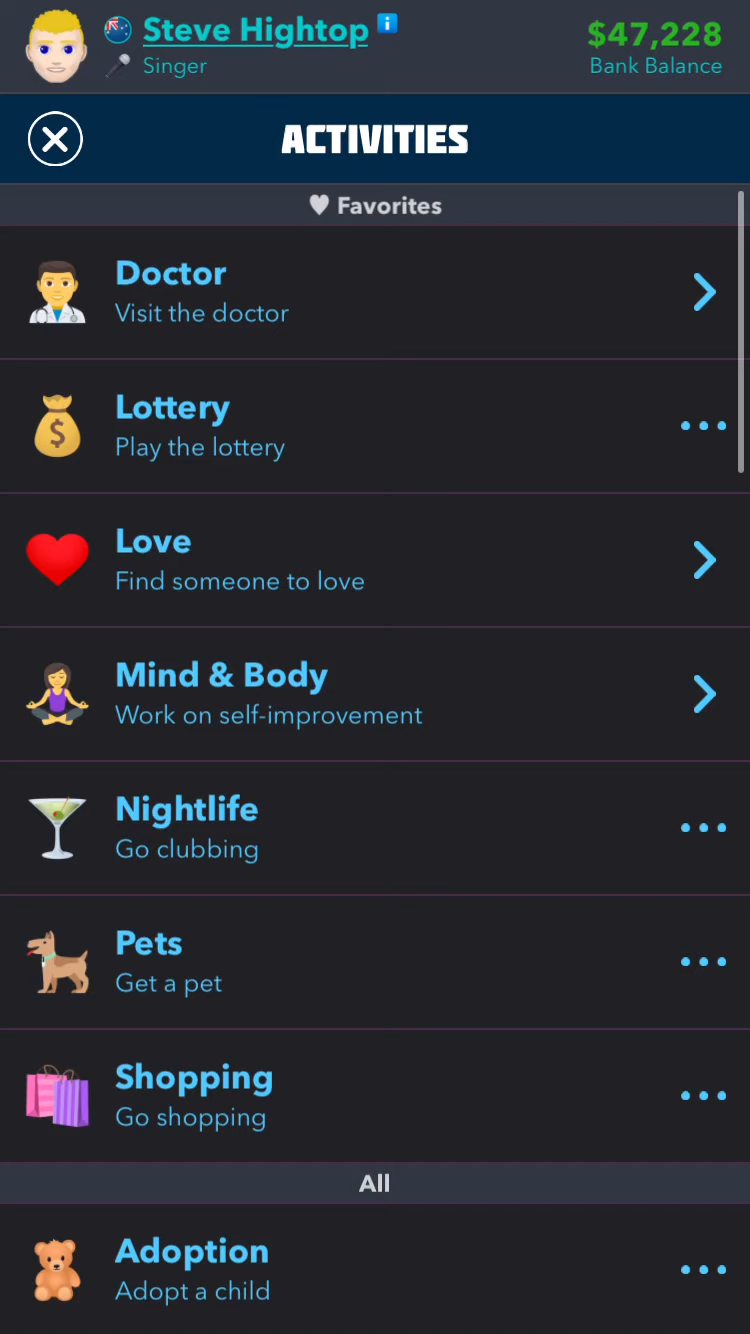 Steve Hightop
Singer
$47,228
Bank Balance
ACTIVITIES
Favorites
Doctor
Visit the doctor
Lottery
Play the lottery
Love
Find someone to love
Mind & Body
Work on self-improvement
Nightlife
Go clubbing
Pets
Get a pet
Shopping
Go shopping
All
Adoption
Adopt a child